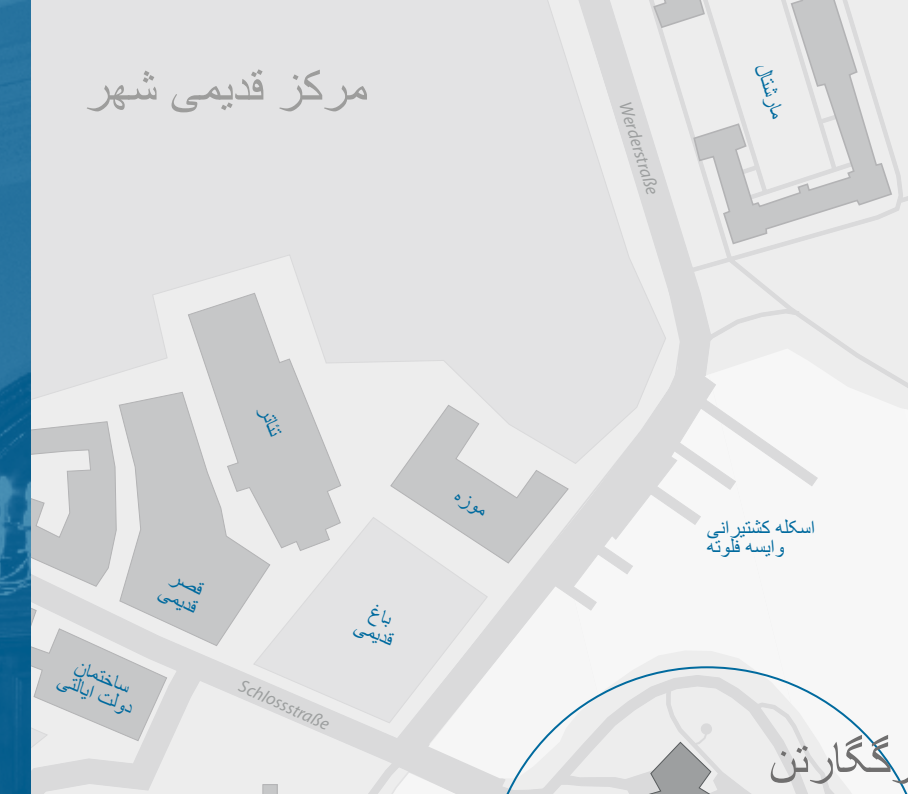 مرکز قدیمی شهر
مارشتال
Werderstraße
تئاتر
موزه
اسکله کشتیرانی
وایسه فلوته
قصر
قدیمی
باغ
قدیمی
ساختمان
دولت ایالتی
Schlossstraße